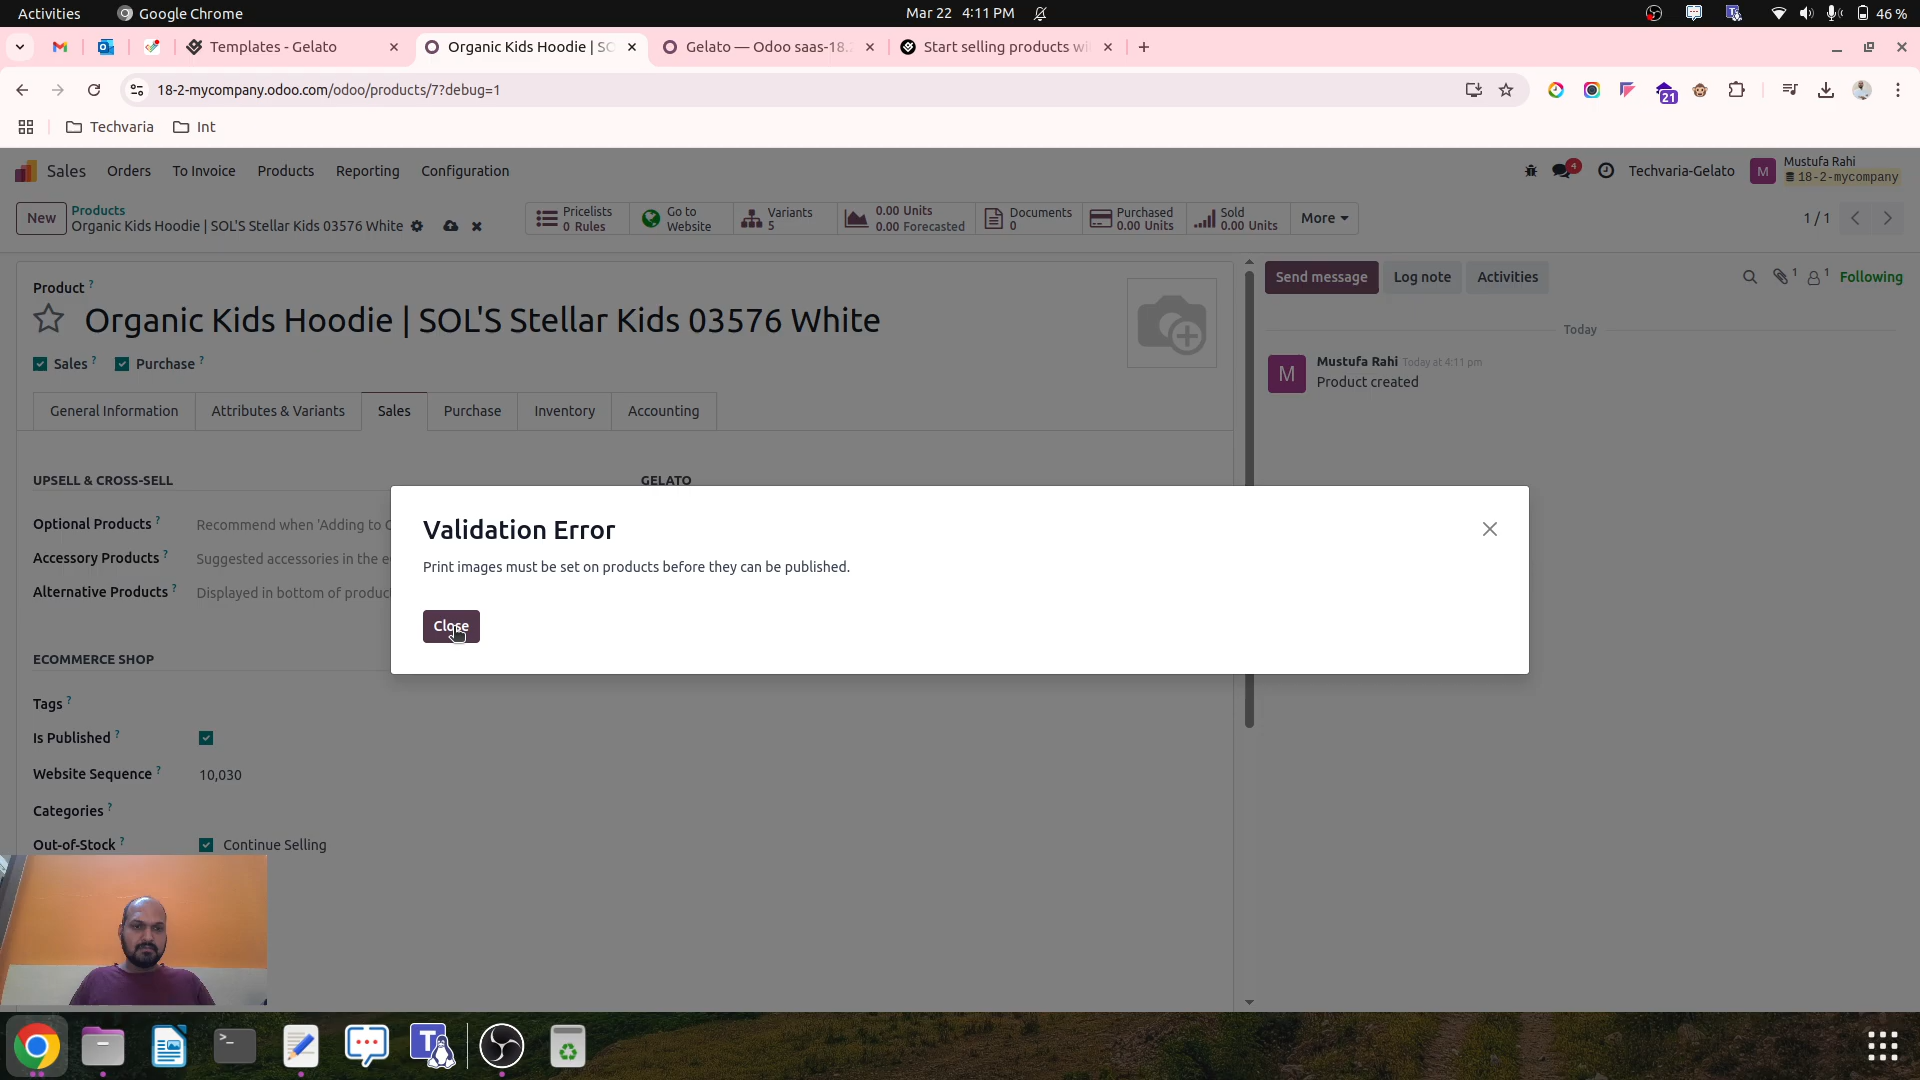 Activities
Google Chrome
Mar 22 4:11 PM
46 %
Templates - Gelato
Organic Kids Hoodie | SO
Gelato — Odoo saas-18.2
Start selling products wi
18-2-mycompany.odoo.com/odoo/products/7?debug=1
21
Techvaria
Int
Sales
Orders
To Invoice
Products
Reporting
Configuration
4
Techvaria-Gelato
M
Mustufa Rahi
18-2-mycompany
New
Products
Organic Kids Hoodie | SOL'S Stellar Kids 03576 White
Pricelists
0 Rules
Go to
Website
Variants
5
0.00 Units
0.00 Forecasted
Documents
0
Purchased
0.00 Units
Sold
0.00 Units
More
1 / 1
Product ?
Organic Kids Hoodie | SOL'S Stellar Kids 03576 White
Sales ?
Purchase ?
Send message
Log note
Activities
1
1
Following
Today
M
Mustufa Rahi Today at 4:11 pm
Product created
General Information
Attributes & Variants
Sales
Purchase
Inventory
Accounting
UPSELL & CROSS-SELL
GELATO
Optional Products ?
Recommend when 'Adding to C
Accessory Products ?
Suggested accessories in the e
Alternative Products ?
Displayed in bottom of produc
Validation Error
Print images must be set on products before they can be published.
Close
ECOMMERCE SHOP
Tags ?
Is Published ?
Website Sequence ?
10,030
Categories ?
Out-of-Stock ?
Continue Selling